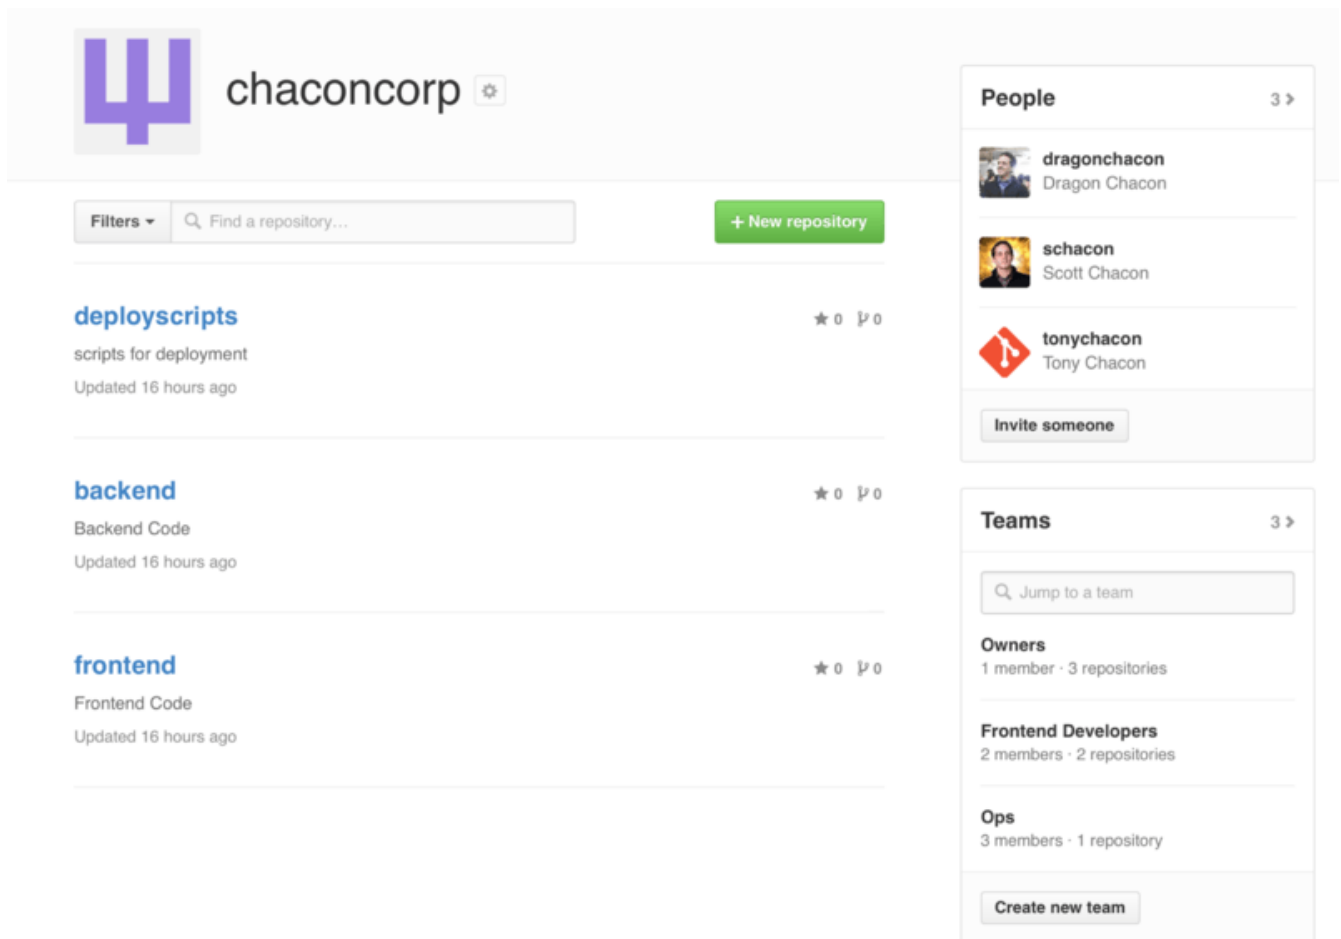 chaconcorp
Filters
Find a repository...
+ New repository
deployscripts
0 0
scripts for deployment
Updated 16 hours ago
backend
0 0
Backend Code
Updated 16 hours ago
frontend
0 0
Frontend Code
Updated 16 hours ago
People 3
dragonchacon
Dragon Chacon
schacon
Scott Chacon
tonychacon
Tony Chacon
Invite someone
Teams 3
Jump to a team
Owners
1 member · 3 repositories
Frontend Developers
2 members · 2 repositories
Ops
3 members · 1 repository
Create new team